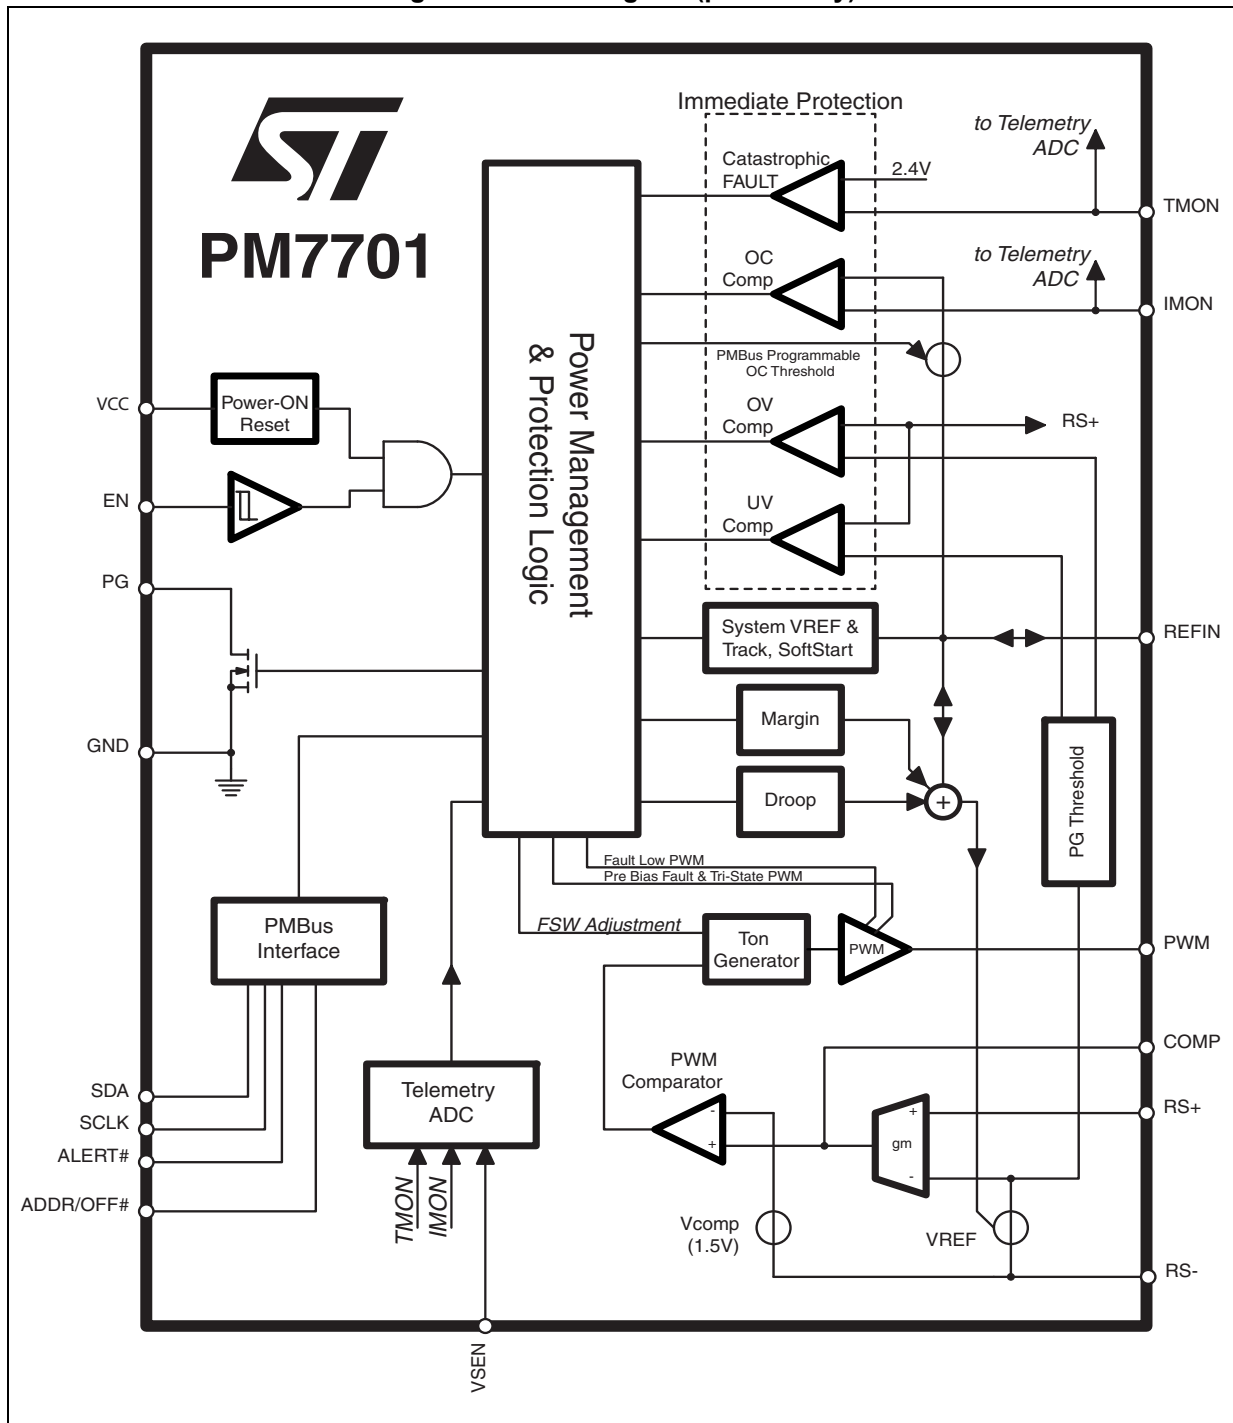 Immediate Protection
to Telemetry
ADC
Catastrophic
FAULT
2.4V
TMON
PM7701
OC
Comp
to Telemetry
ADC
IMON
Power Management
& Protection Logic
PMBus Programmable
OC Threshold
VCC
Power-ON
Reset
OV
Comp
RS+
EN
UV
Comp
PG
System VREF &
Track, SoftStart
REFIN
Margin
GND
Droop
+
PG Threshold
Fault Low PWM
Pre Bias Fault & Tri-State PWM
FSW Adjustment
PMBus
Interface
Ton
Generator
PWM
PWM
COMP
PWM
Comparator
-
+
+
gm
-
RS+
Telemetry
ADC
SDA
SCLK
ALERT#
ADDR/OFF#
TMON
IMON
Vcomp
(1.5V)
VREF
RS-
VSEN